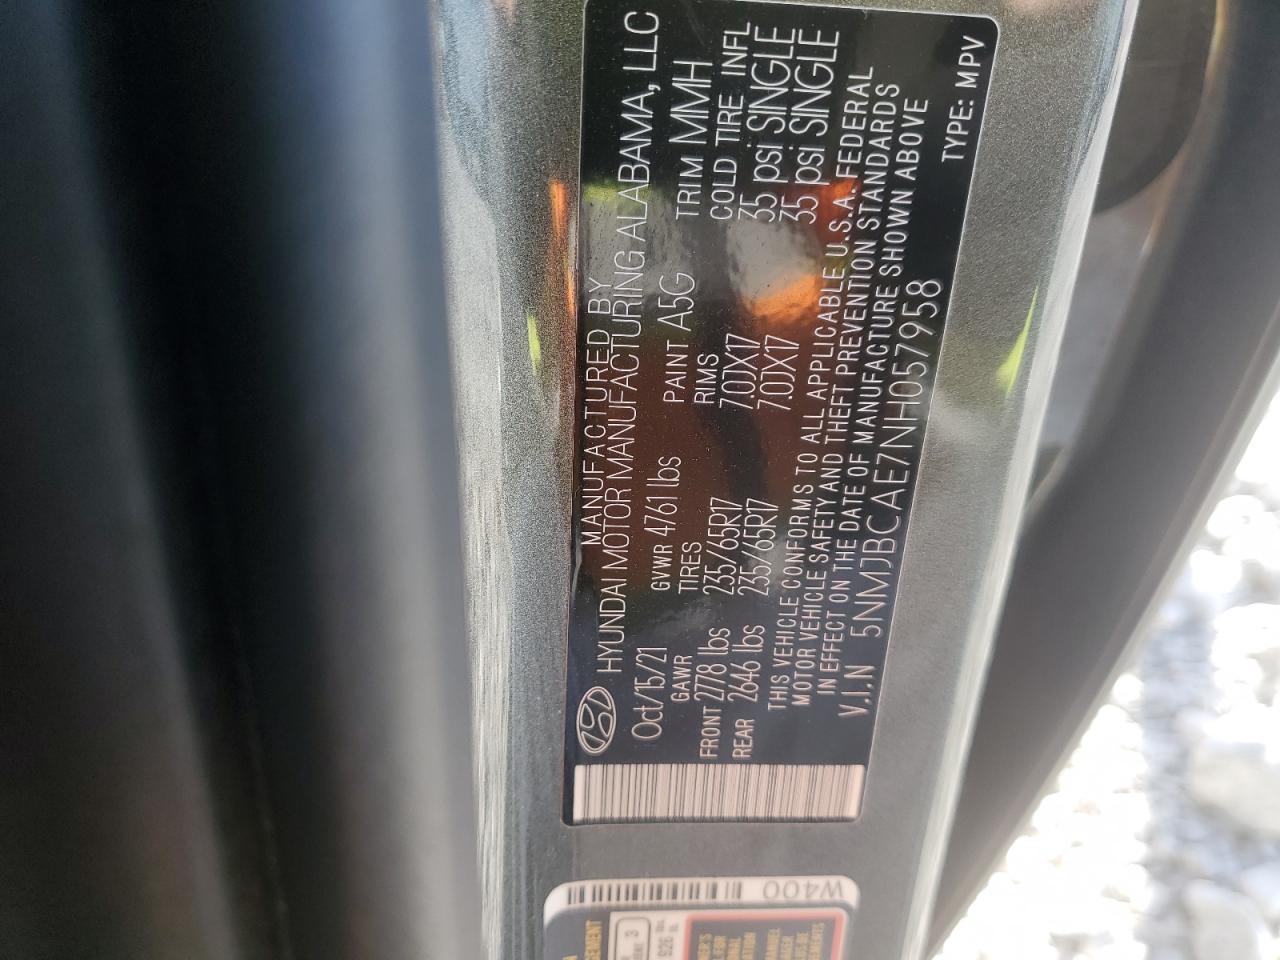 MANUFACTURED BY
HYUNDAI MOTOR MANUFACTURING ALABAMA, LLC
Oct/15/21 GVWR 4761 lbs PAINT A5G TRIM MMH
GAWR TIRES RIMS COLD TIRE INFL
FRONT 2778 lbs 235/65R17 7.0JX17 35 psi SINGLE
REAR 2646 lbs 235/65R17 7.0JX17 35 psi SINGLE
THIS VEHICLE CONFORMS TO ALL APPLICABLE U.S.A. FEDERAL
MOTOR VEHICLE SAFETY AND THEFT PREVENTION STANDARDS
IN EFFECT ON THE DATE OF MANUFACTURE SHOWN ABOVE
V.I.N 5NMJBCAE7NH057958 TYPE: MPV
W400
3
926